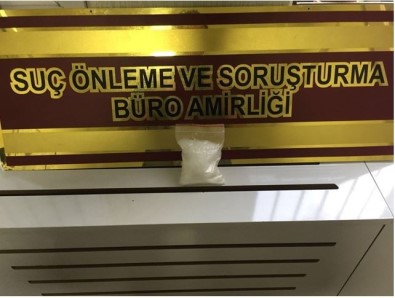 SUÇ ÖNLEME VE SORUŞTURMA
BÜRO AMİRLİĞİ